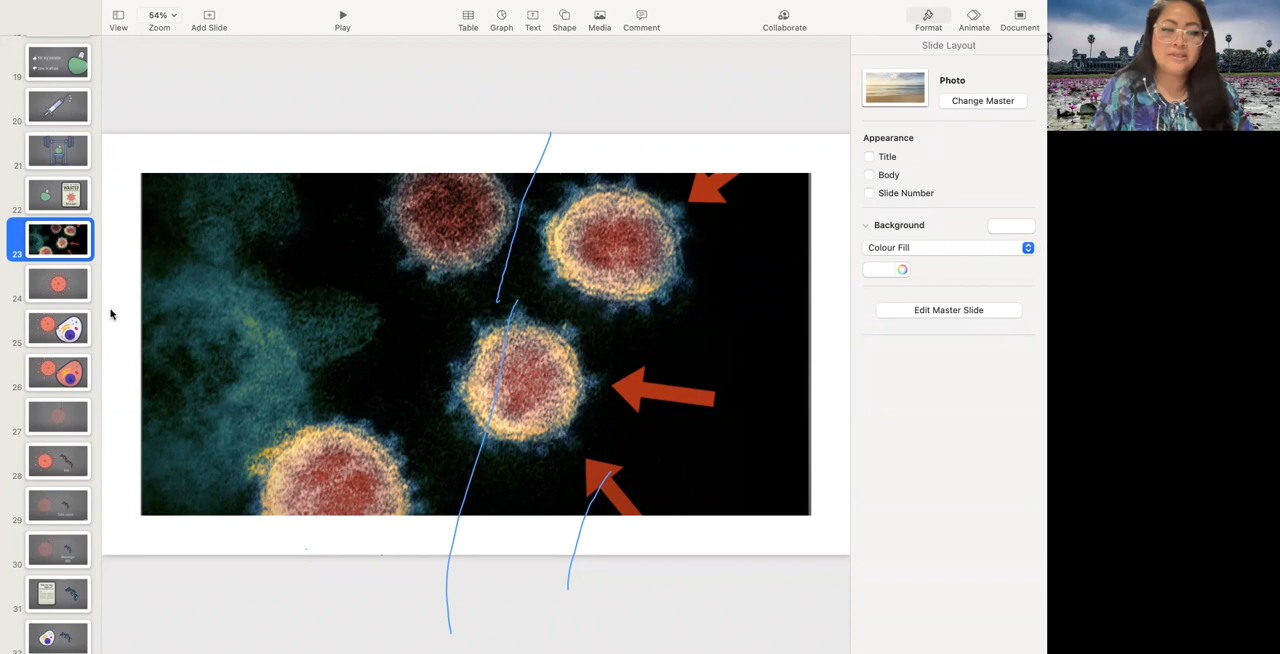 54%
View
Zoom
Add Slide
Play
Table
Graph
Text
Shape
Media
Comment
Collaborate
Format
Animate
Document
Slide Layout
Photo
Change Master
Appearance
Title
Body
Slide Number
Background
Colour Fill
Edit Master Slide
19
20
21
22
WANTED
23
24
25
26
27
28
29
30
31